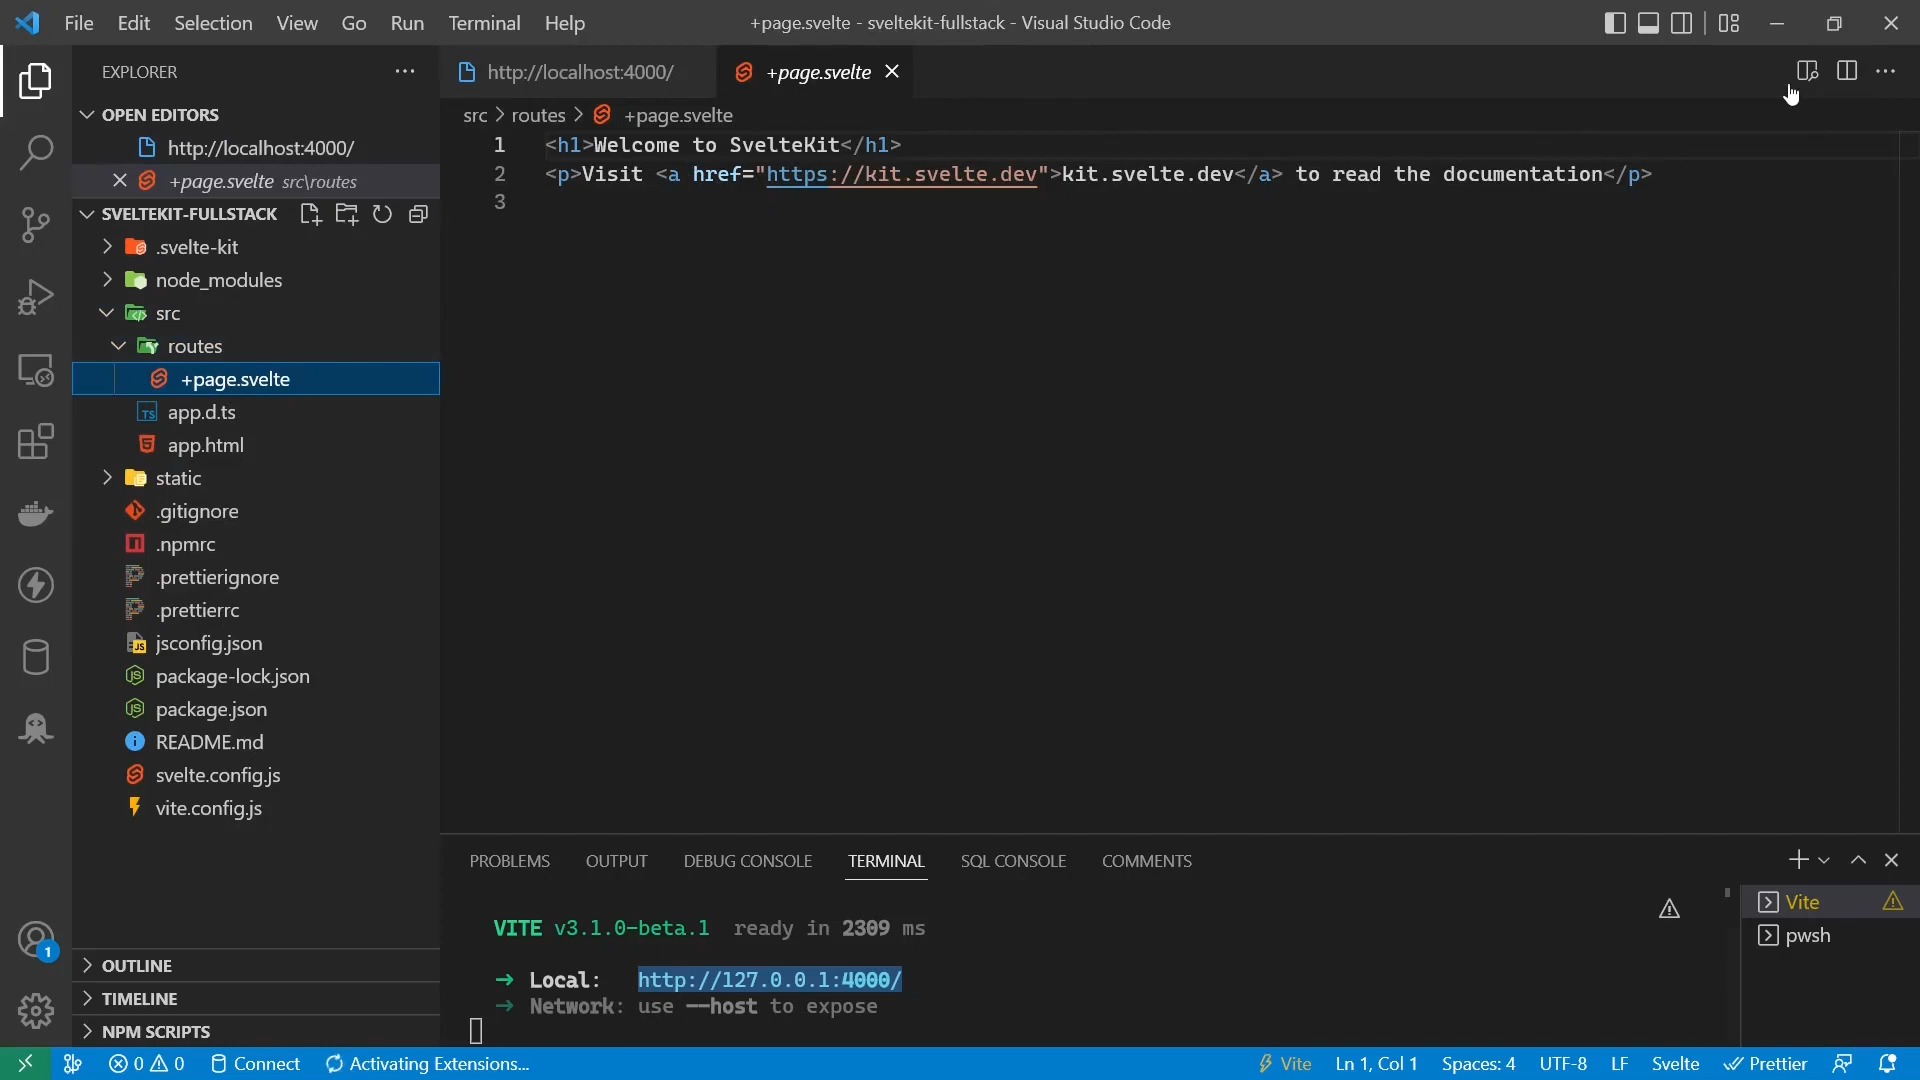 File Edit Selection View Go Run Terminal Help
+page.svelte - sveltekit-fullstack - Visual Studio Code
EXPLORER
http://localhost:4000/
+page.svelte
OPEN EDITORS
http://localhost:4000/
+page.svelte src\routes
src > routes > +page.svelte
1 <h1>Welcome to SvelteKit</h1>
2 <p>Visit <a href="https://kit.svelte.dev">kit.svelte.dev</a> to read the documentation</p>
3
SVELTEKIT-FULLSTACK
.svelte-kit
node_modules
src
routes
+page.svelte
app.d.ts
app.html
static
.gitignore
.npmrc
.prettierignore
.prettierrc
jsconfig.json
package-lock.json
package.json
README.md
svelte.config.js
vite.config.js
OUTLINE
TIMELINE
NPM SCRIPTS
PROBLEMS OUTPUT DEBUG CONSOLE TERMINAL SQL CONSOLE COMMENTS
VITE v3.1.0-beta.1 ready in 2309 ms
➜ Local: http://127.0.0.1:4000/
➜ Network: use --host to expose
Vite
pwsh
1
0 0 Connect Activating Extensions... Vite Ln 1, Col 1 Spaces: 4 UTF-8 LF Svelte Prettier